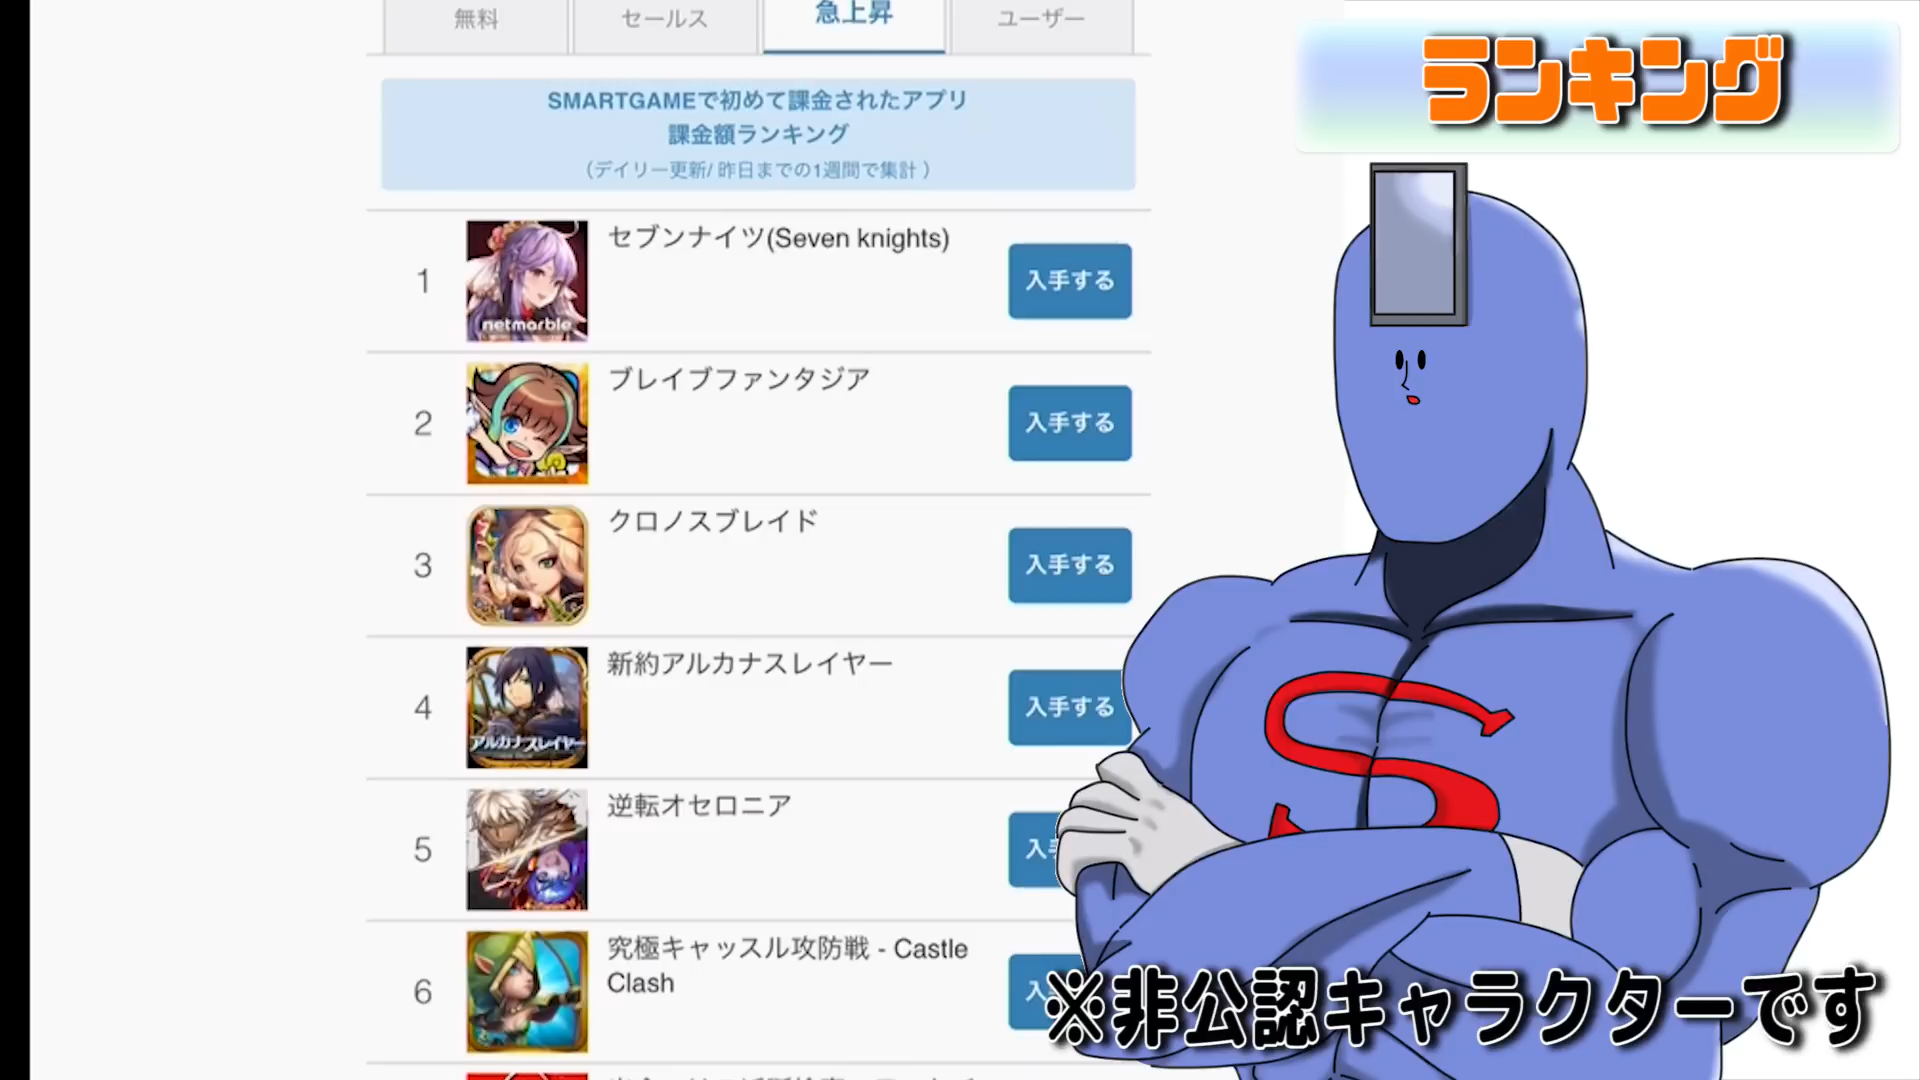 無料
セールス
急上昇
ユーザー
ランキング
SMARTGAMEで初めて課金されたアプリ
課金額ランキング
（デイリー更新/ 昨日までの1週間で集計 ）
1
netmarble
セブンナイツ(Seven knights)
入手する
2
ブレイブファンタジア
入手する
3
クロノスブレイド
入手する
4
アルカナスレイヤー
新約アルカナスレイヤー
入手する
5
逆転オセロニア
入手
6
究極キャッスル攻防戦 - Castle
Clash
入
S
※非公認キャラクターです